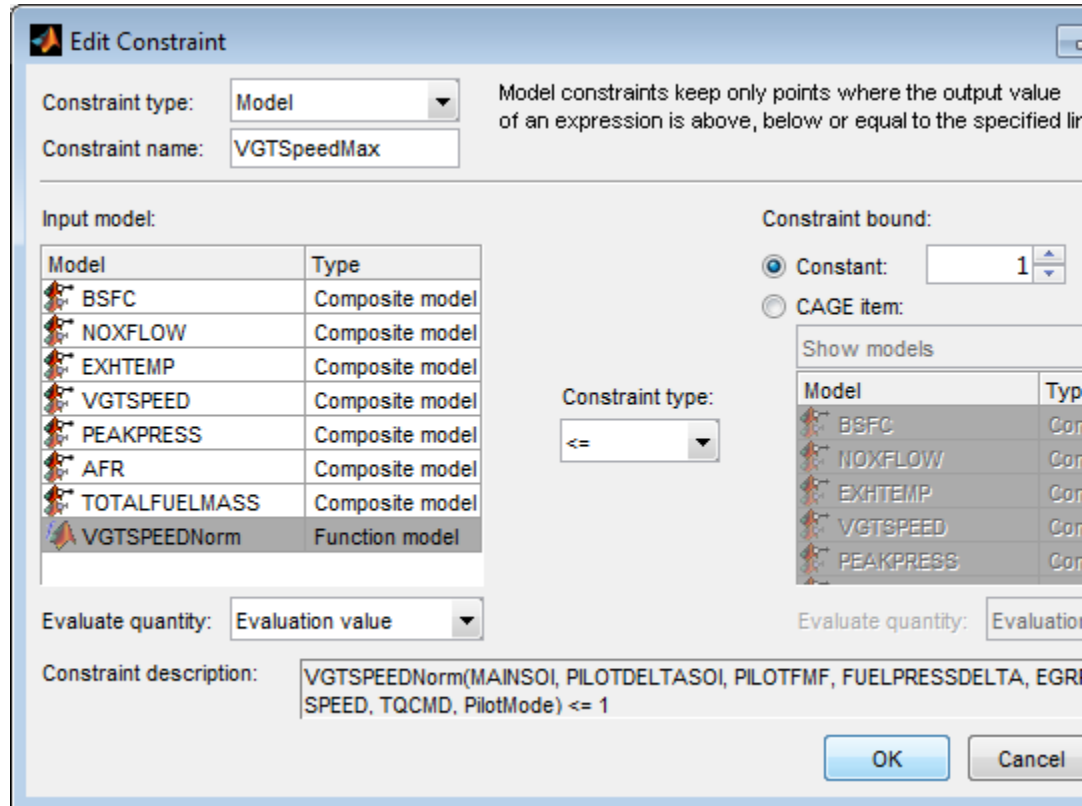 Edit Constraint
Constraint type: Model
Model constraints keep only points where the output value
of an expression is above, below or equal to the specified
Constraint name: VGTSpeedMax
Input model:
Constraint bound:
Model Type
BSFC Composite model
NOXFLOW Composite model
EXHTEMP Composite model
VGTSPEED Composite model
PEAKPRESS Composite model
AFR Composite model
TOTALFUELMASS Composite model
VGTSPEEDNorm Function model
Constraint type:
<=
Constant: 1
CAGE item:
Show models
Model
BSFC
NOXFLOW
EXHTEMP
VGTSPEED
PEAKPRESS
Evaluate quantity: Evaluation value
Evaluate quantity: Evaluation
Constraint description: VGTSPEEDNorm(MAINSOI, PILOTDELTASOI, PILOTFMF, FUELPRESSDELTA,
SPEED, TQCMD, PilotMode) <= 1
OK Cancel